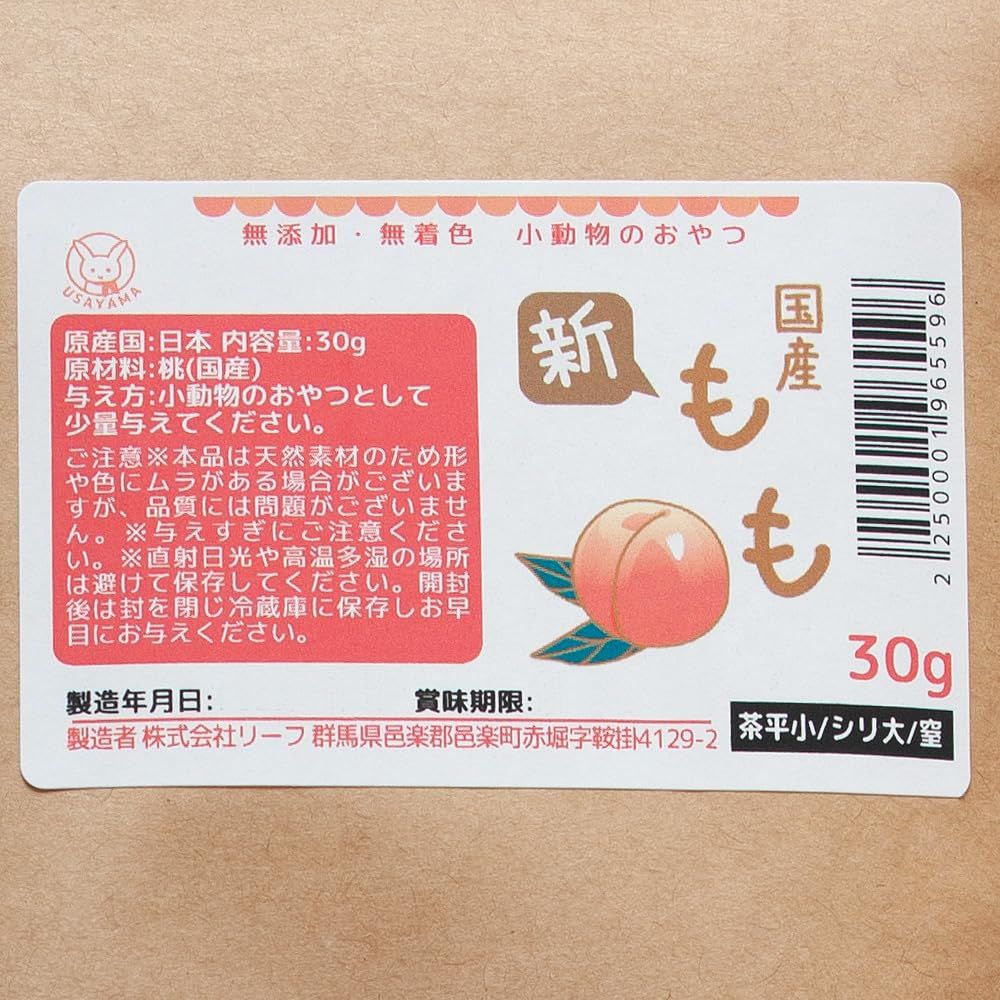 無添加・無着色 小動物のおやつ
USAYAMA
原産国:日本 内容量:30g
原材料:桃(国産)
与え方:小動物のおやつとして
少量与えてください。
ご注意※本品は天然素材のため形
や色にムラがある場合がございま
すが、品質には問題がございませ
ん。※与えすぎにご注意くださ
い。※直射日光や高温多湿の場所
は避けて保存してください。開封
後は封を閉じ冷蔵庫に保存しお早
目にお与えください。
新
国産
もも
2250001965596
30g
製造年月日:
賞味期限:
製造者 株式会社リーフ 群馬県邑楽郡邑楽町赤堀字鞍掛4129-2
茶平小/シリ大/窒